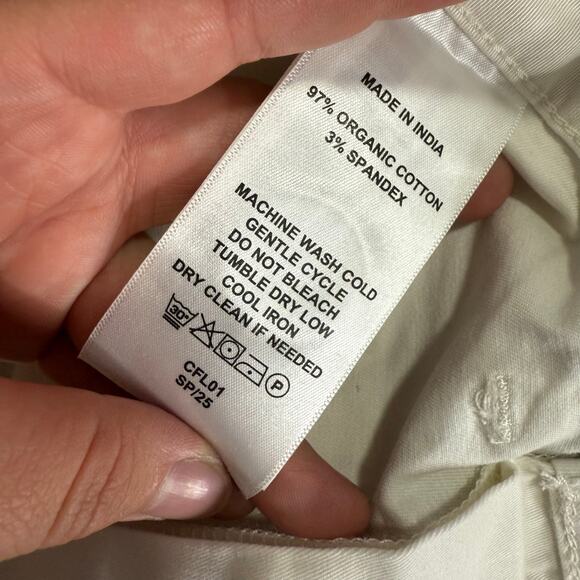 MADE IN INDIA
97% ORGANIC COTTON
3% SPANDEX
MACHINE WASH COLD
GENTLE CYCLE
DO NOT BLEACH
TUMBLE DRY LOW
COOL IRON
DRY CLEAN IF NEEDED
30° P
CFL01
SP/25